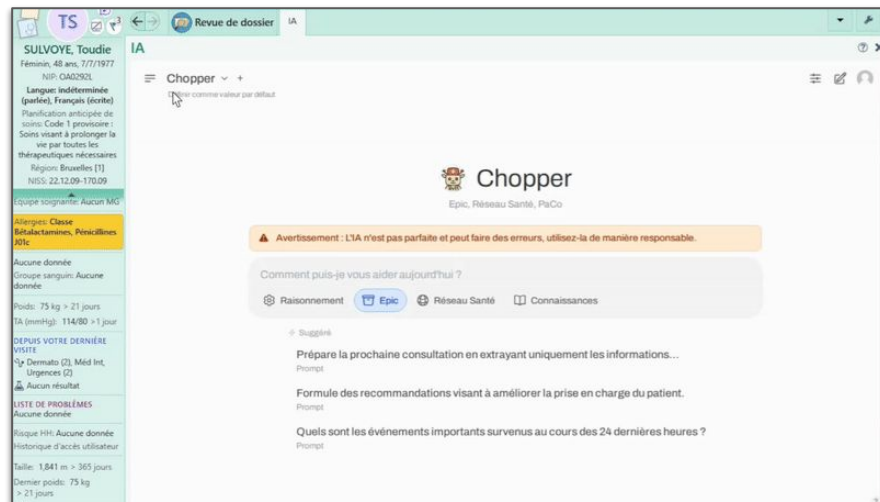 TS
3
Revue de dossier
IA
SULVOYE, Toudie
Féminin, 48 ans, 7/7/1977
NIP: OA0292L
Langue: indéterminée
(parlée), Français (écrite)
Planification anticipée de
soins: Code 1 provisoire :
Soins visant à prolonger la
vie par toutes les
thérapeutiques nécessaires
Région: Bruxelles [1]
NISS: 22.12.09-170.09
Équipe soignante: Aucun MG
Allergies: Classe
Bétalactamines, Pénicillines
J01c
Aucune donnée
Groupe sanguin: Aucune
donnée
Poids: 75 kg > 21 jours
TA (mmHg): 114/80 >1 jour
DEPUIS VOTRE DERNIÈRE
VISITE
Dermato (2), Méd Int,
Urgences (2)
Aucun résultat
LISTE DE PROBLÈMES
Aucune donnée
Risque HH: Aucune donnée
Historique d'accès utilisateur
Taille: 1,841 m > 365 jours
Dernier poids: 75 kg
> 21 jours
IA
Chopper
comme valeur par défaut
Chopper
Epic, Réseau Santé, PaCo
Avertissement : L'IA n'est pas parfaite et peut faire des erreurs, utilisez-la de manière responsable.
Comment puis-je vous aider aujourd'hui ?
Raisonnement Epic Réseau Santé Connaissances
Suggéré
Prépare la prochaine consultation en extrayant uniquement les informations...
Prompt
Formule des recommandations visant à améliorer la prise en charge du patient.
Prompt
Quels sont les événements importants survenus au cours des 24 dernières heures ?
Prompt